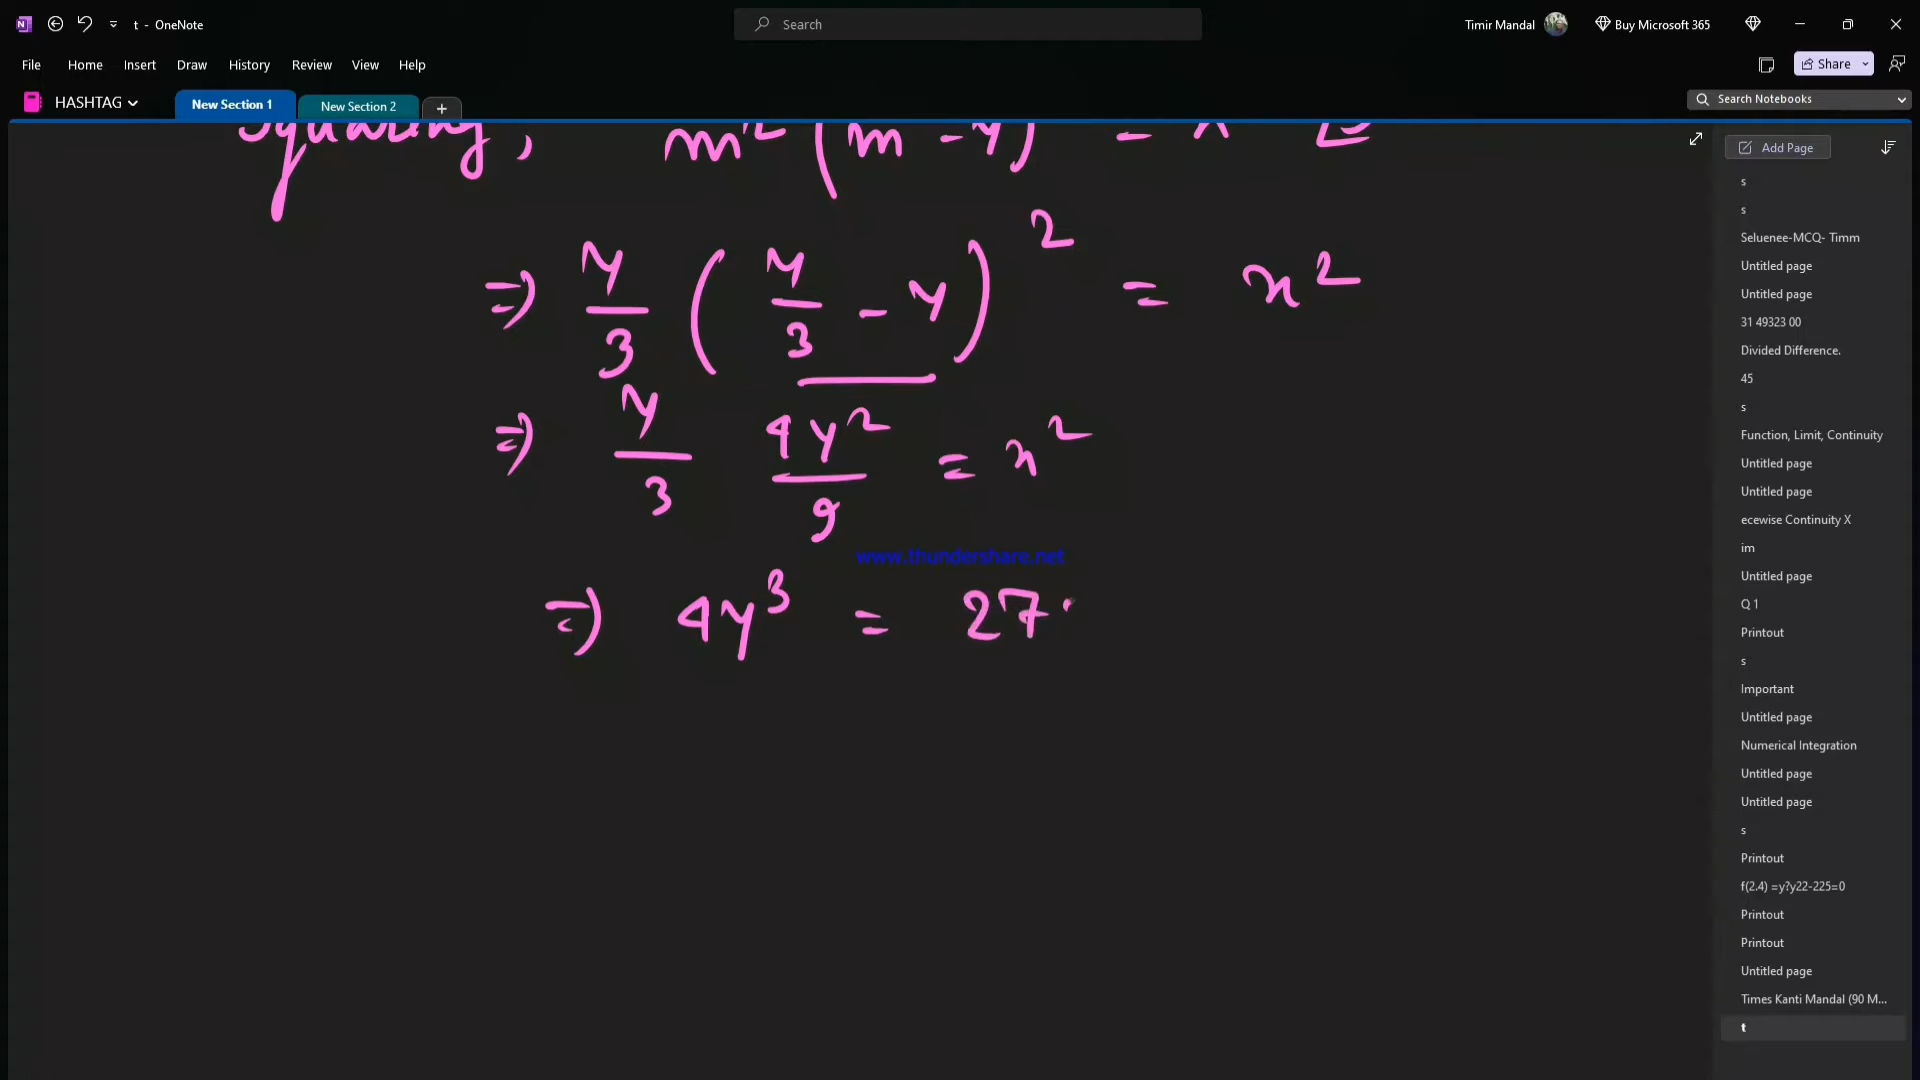 t - OneNote
Search
Timir Mandal
Buy Microsoft 365
File Home Insert Draw History Review View Help
Share
HASHTAG
New Section 1
New Section 2
+
Search Notebooks
Add Page
s
s
Seluenee-MCQ- Timm
Untitled page
Untitled page
31 49323 00
Divided Difference.
45
s
Function, Limit, Continuity
Untitled page
Untitled page
ecewise Continuity X
im
Untitled page
Q 1
Printout
s
Important
Untitled page
Numerical Integration
Untitled page
Untitled page
s
Printout
f(2.4) =y?y22-225=0
Printout
Printout
Untitled page
Times Kanti Mandal (90 M...
t
Squaring, m² (m - y) =
=> y/3 ( y/3 - y )² = x²
=> y/3 4y²/9 = x²
www.thundershare.net
=> 4y³ = 27